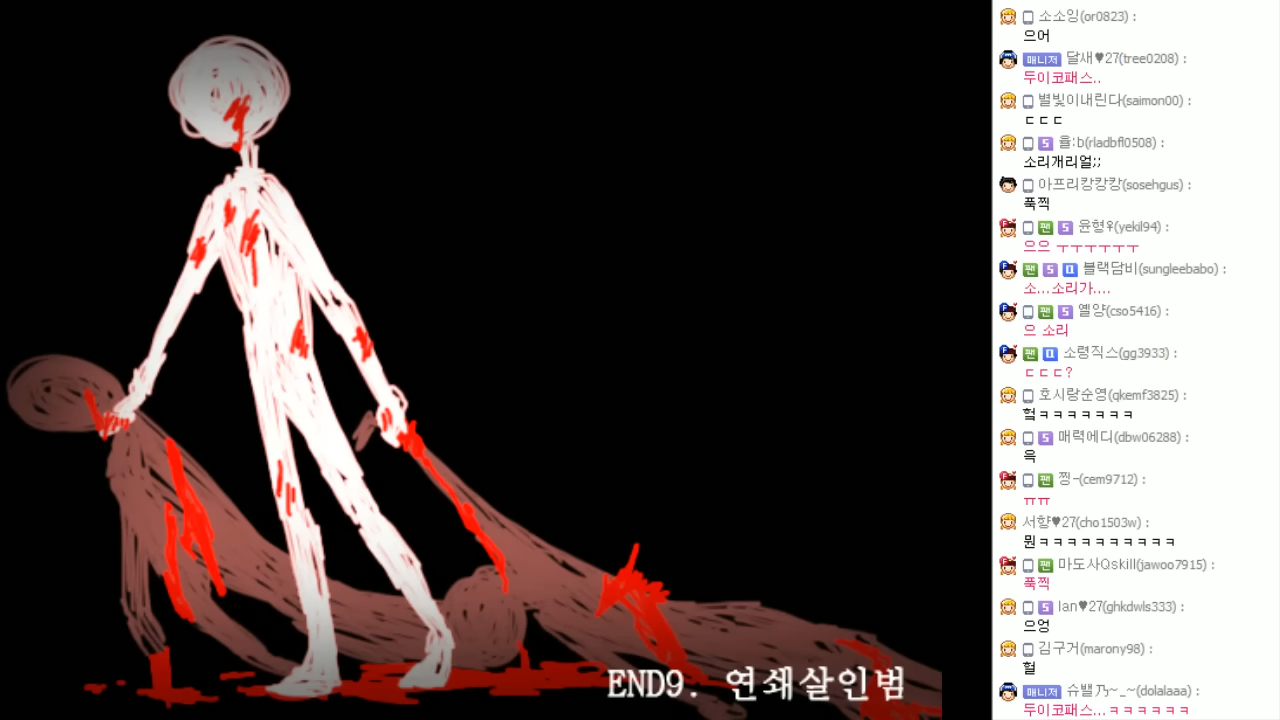 END9. 연쇄살인범
소소잉(or0823) :
으어
매니저 달새♥27(tree0208) :
두이코패스..
별빛이내린다(saimon00) :
ㄷㄷㄷ
S 율:b(rladbfl0508) :
소리개리얼;;
아프리캉캉캉(sosehgus) :
푹찍
팬 S 윤형♀(yekil94) :
으으 ㅜㅜㅜㅜㅜㅜ
팬 S 블랙담비(sungleebabo) :
소...소리가....
팬 S 옐양(cso5416) :
으 소리
팬 소령직스(gg3933) :
ㄷㄷㄷ?
호시랑순영(qkemf3825) :
헠ㅋㅋㅋㅋㅋㅋㅋ
S 매력에디(dbw06288) :
윽
팬 찡-(cem9712) :
ㅠㅠ
서향♥27(cho1503w) :
뭔ㅋㅋㅋㅋㅋㅋㅋㅋㅋㅋ
팬 마도사Qskill(jawoo7915) :
푹찍
S Ian♥27(ghkdwls333) :
으엉
김구거(marony98) :
헐
매니저 슈밸乃~_~(dolalaaa) :
두이코패스...ㅋㅋㅋㅋㅋㅋ